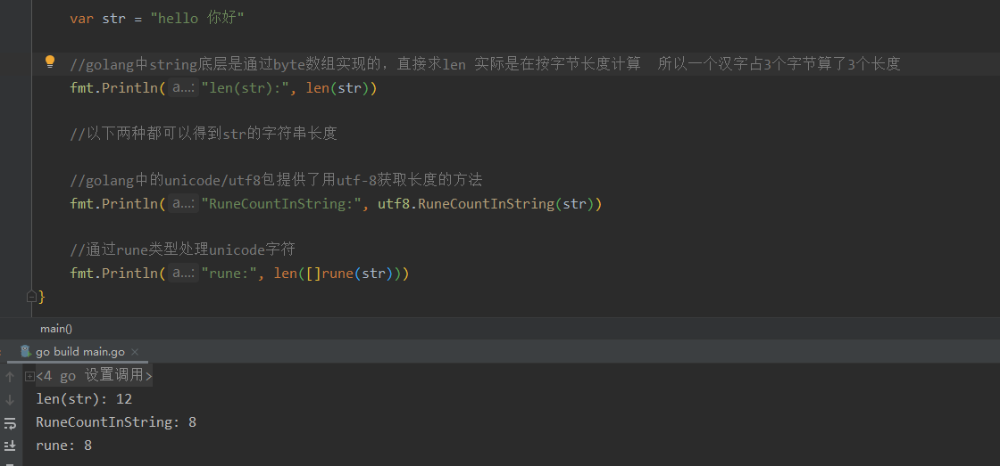 var str = "hello 你好"
//golang中string底层是通过byte数组实现的，直接求len 实际是在按字节长度计算  所以一个汉字占3个字节算了3个长度
fmt.Println( a...: "len(str):", len(str))
//以下两种都可以得到str的字符串长度
//golang中的unicode/utf8包提供了用utf-8获取长度的方法
fmt.Println( a...: "RuneCountInString:", utf8.RuneCountInString(str))
//通过rune类型处理unicode字符
fmt.Println( a...: "rune:", len([]rune(str)))
}
main()
go build main.go
<4 go 设置调用>
len(str): 12
RuneCountInString: 8
rune: 8